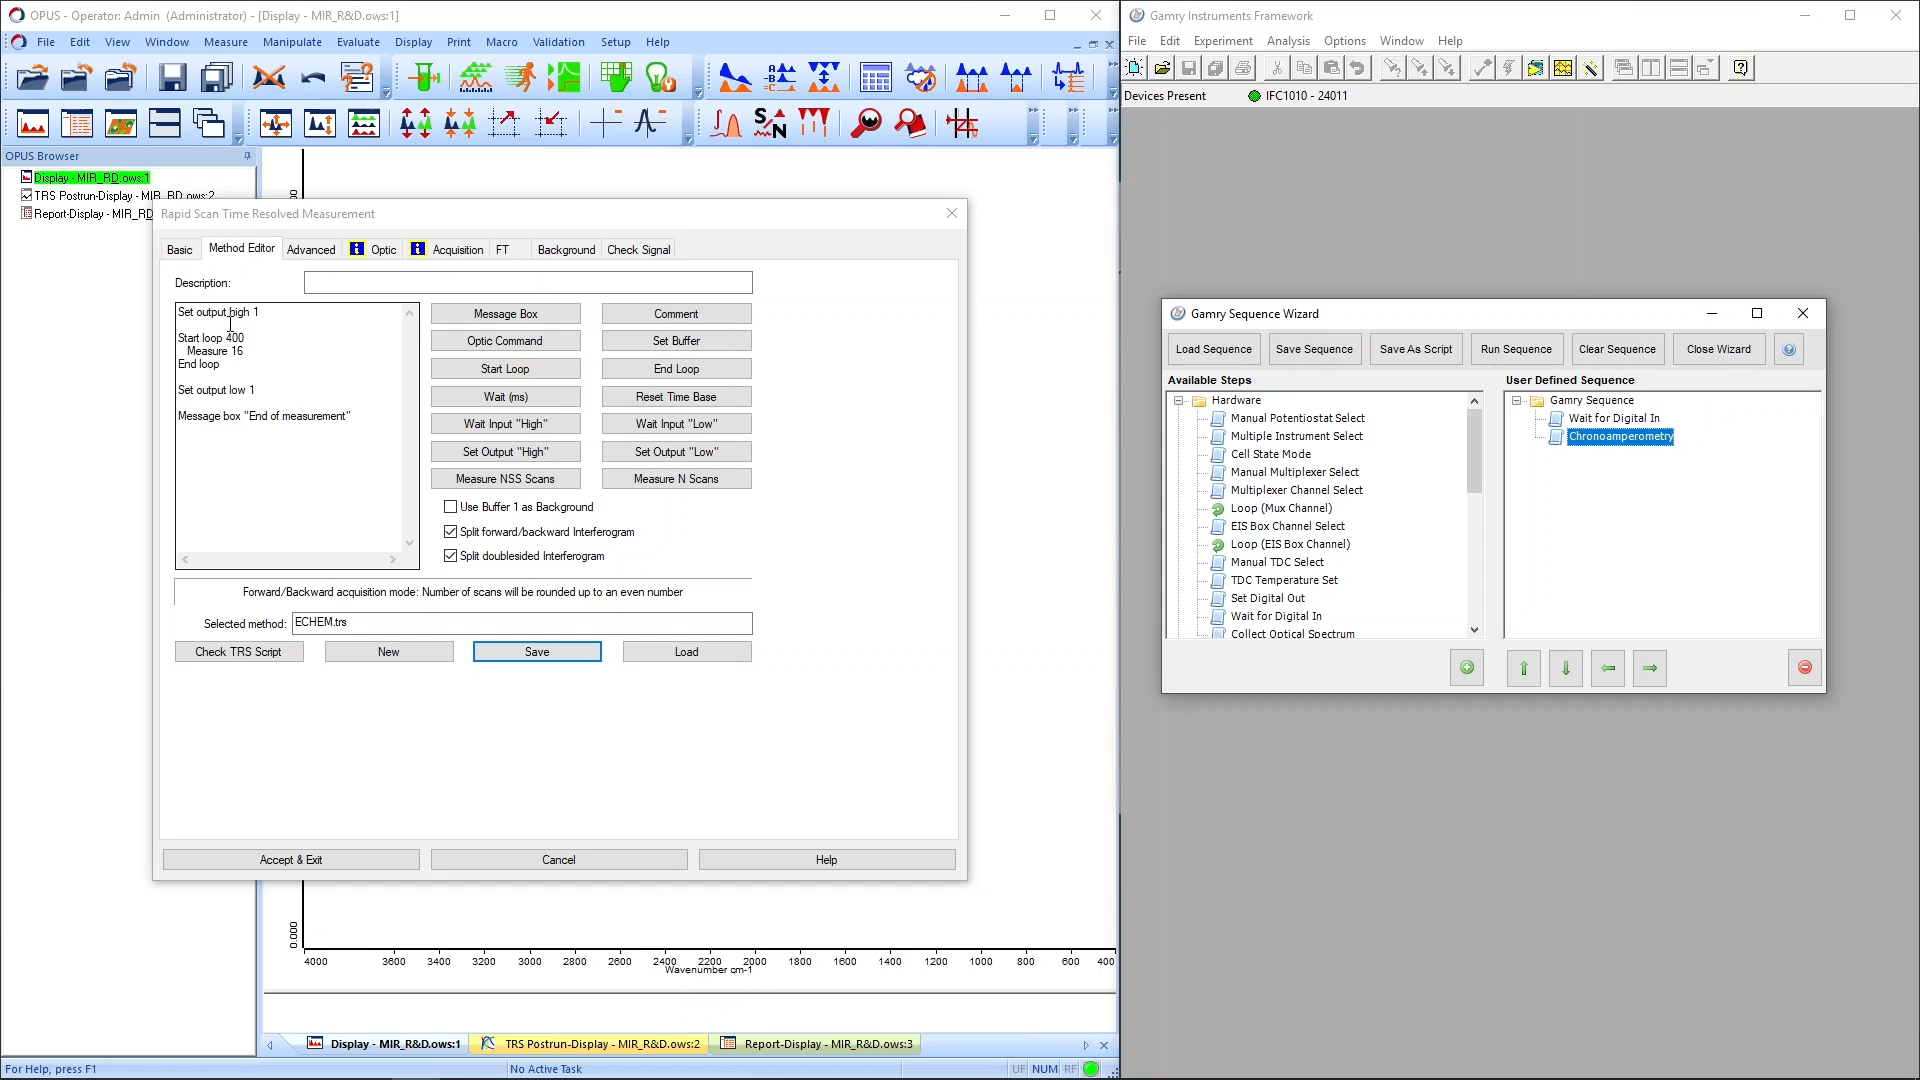 OPUS - Operator: Admin  (Administrator) - [Display - MIR_R&D.ows:1]
File Edit View Window Measure Manipulate Evaluate Display Print Macro Validation Setup Help
OPUS Browser
Display - MIR_RD.ows:1
TRS Postrun-Display - MIR_RD.ows:2
Report-Display - MIR_RD
Rapid Scan Time Resolved Measurement
Basic Method Editor Advanced Optic Acquisition FT Background Check Signal
Description:
Set output high 1
Start loop 400
Measure 16
End loop
Set output low 1
Message box "End of measurement"
Message Box Comment
Optic Command Set Buffer
Start Loop End Loop
Wait (ms) Reset Time Base
Wait Input "High" Wait Input "Low"
Set Output "High" Set Output "Low"
Measure NSS Scans Measure N Scans
Use Buffer 1 as Background
Split forward/backward Interferogram
Split doublesided Interferogram
Forward/Backward acquisition mode: Number of scans will be rounded up to an even number
Selected method: ECHEM.trs
Check TRS Script New Save Load
Accept & Exit Cancel Help
0.000
4000 3600 3400 3200 3000 2800 2600 2400 2200 2000 1800 1600 1400 1200 1000 800 600 400
Wavenumber cm-1
Display - MIR_R&D.ows:1 TRS Postrun-Display - MIR_R&D.ows:2 Report-Display - MIR_R&D.ows:3
For Help, press F1 No Active Task UF NUM RF
Gamry Instruments Framework
File Edit Experiment Analysis Options Window Help
Devices Present IFC1010 - 24011
Gamry Sequence Wizard
Load Sequence Save Sequence Save As Script Run Sequence Clear Sequence Close Wizard
Available Steps
Hardware
Manual Potentiostat Select
Multiple Instrument Select
Cell State Mode
Manual Multiplexer Select
Multiplexer Channel Select
Loop (Mux Channel)
EIS Box Channel Select
Loop (EIS Box Channel)
Manual TDC Select
TDC Temperature Set
Set Digital Out
Wait for Digital In
Collect Optical Spectrum
User Defined Sequence
Gamry Sequence
Wait for Digital In
Chronoamperometry